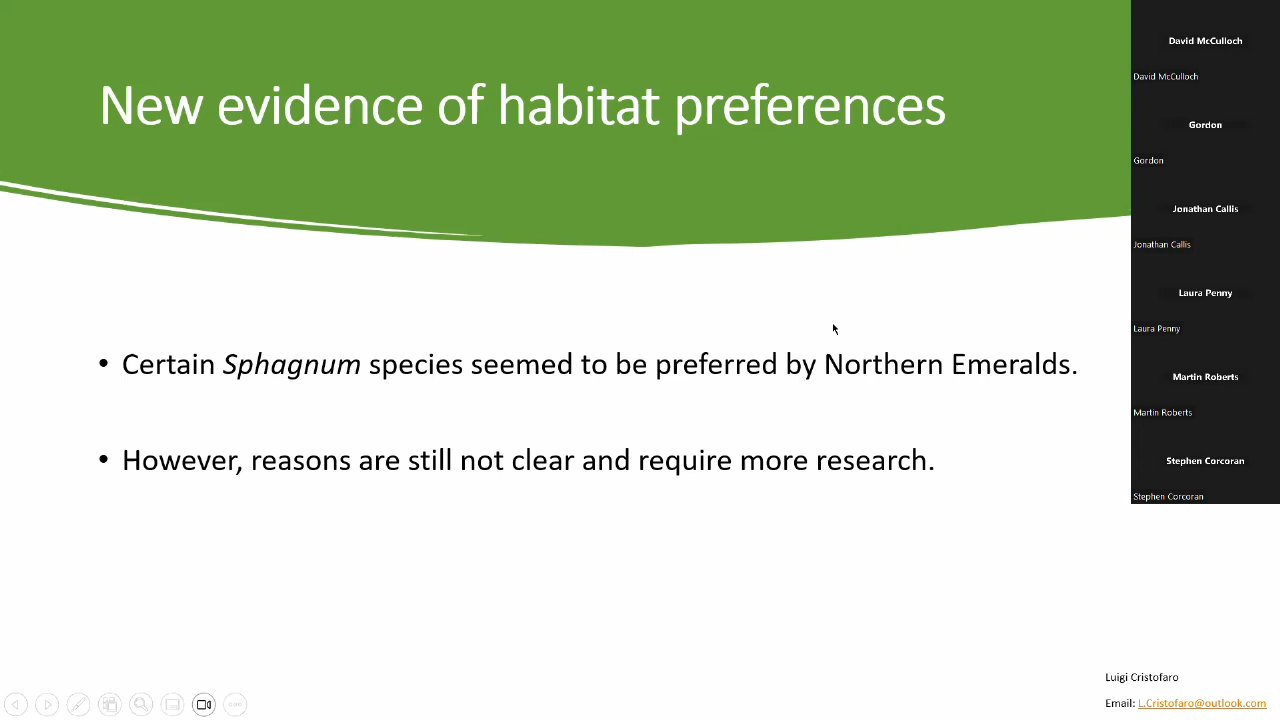 New evidence of habitat preferences
• Certain Sphagnum species seemed to be preferred by Northern Emeralds.
• However, reasons are still not clear and require more research.
David McCulloch
David McCulloch
Gordon
Gordon
Jonathan Callis
Jonathan Callis
Laura Penny
Laura Penny
Martin Roberts
Martin Roberts
Stephen Corcoran
Stephen Corcoran
Luigi Cristofaro
Email: L.Cristofaro@outlook.com